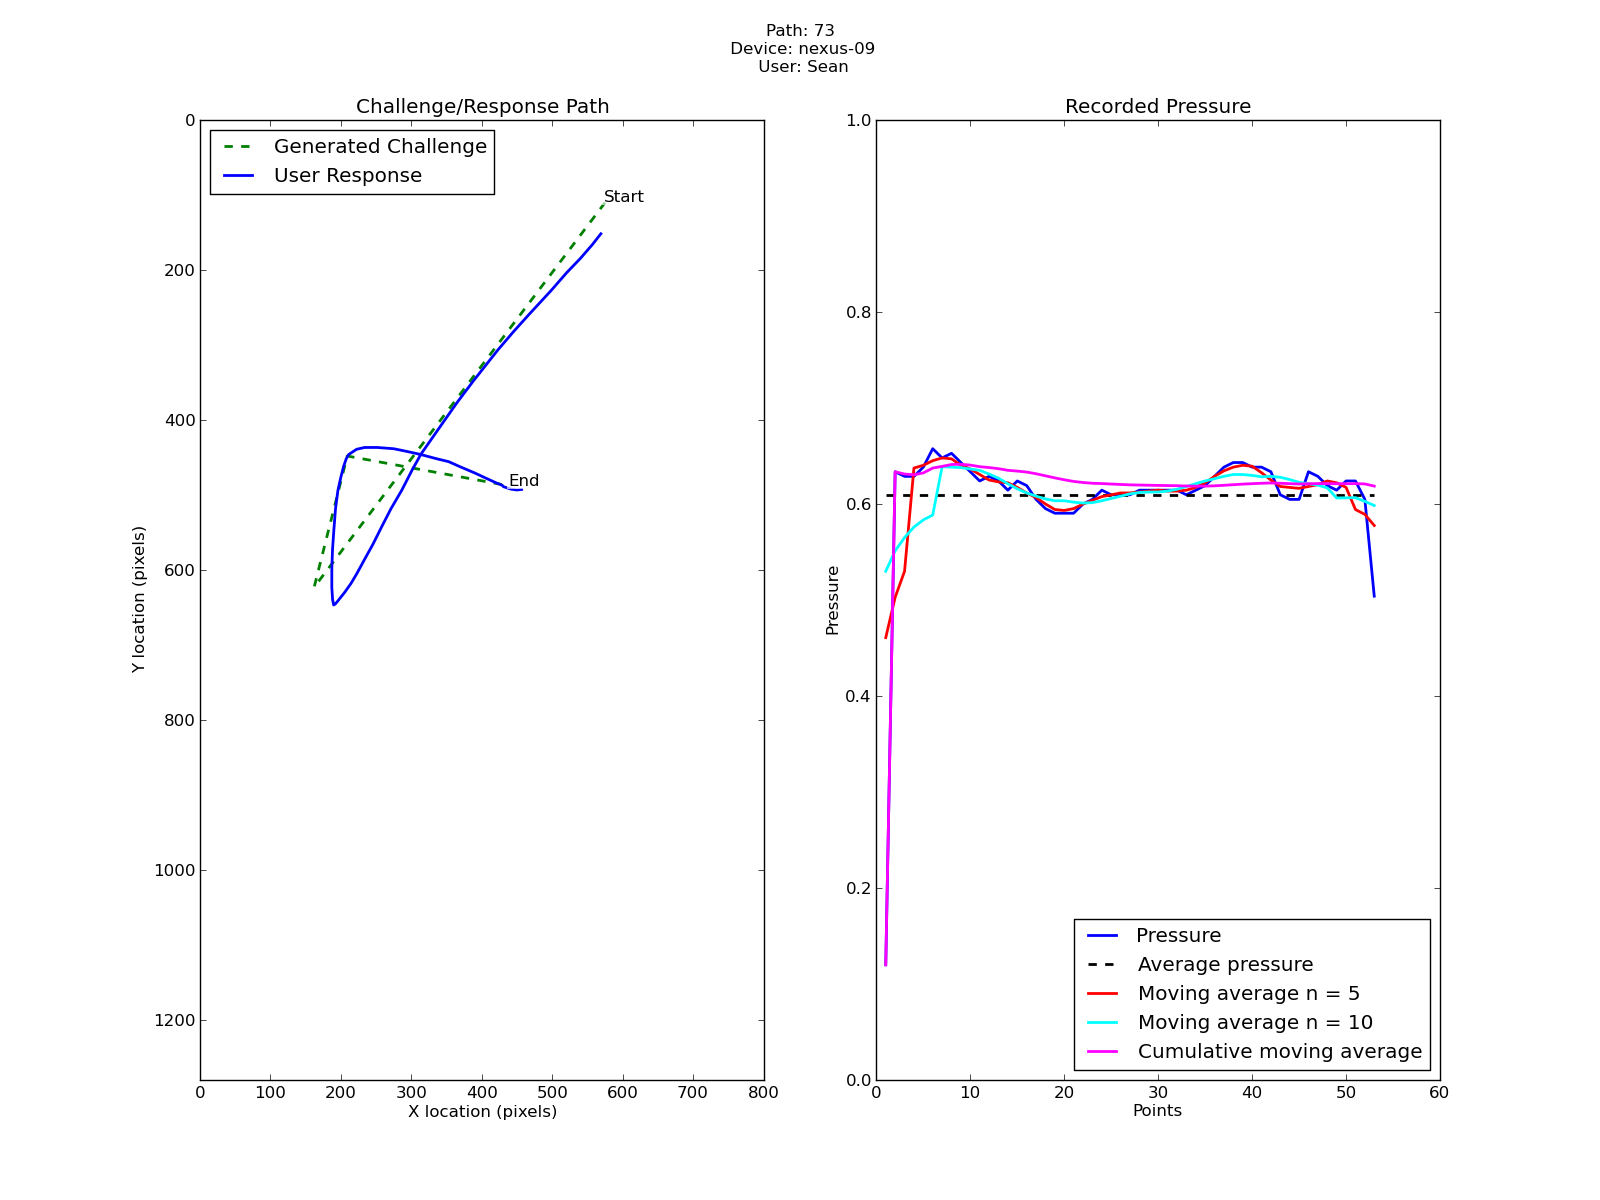 Path: 73
Device: nexus-09
User: Sean
Challenge/Response Path
Generated Challenge
User Response
Start
End
0
200
400
600
800
1000
1200
Y location (pixels)
0 100 200 300 400 500 600 700 800
X location (pixels)
Recorded Pressure
1.0
0.8
0.6
0.4
0.2
0.0
Pressure
Pressure
Average pressure
Moving average n = 5
Moving average n = 10
Cumulative moving average
0 10 20 30 40 50 60
Points